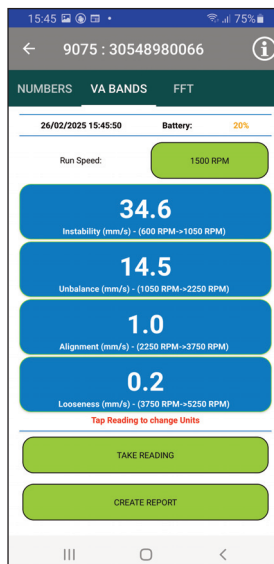 15:45 75%
9075 : 30548980066
NUMBERS VA BANDS FFT
26/02/2025 15:45:50 Battery: 20%
Run Speed: 1500 RPM
34.6
Instability (mm/s) - (600 RPM->1050 RPM)
14.5
Unbalance (mm/s) - (1050 RPM->2250 RPM)
1.0
Alignment (mm/s) - (2250 RPM->3750 RPM)
0.2
Looseness (mm/s) - (3750 RPM->5250 RPM)
Tap Reading to change Units
TAKE READING
CREATE REPORT